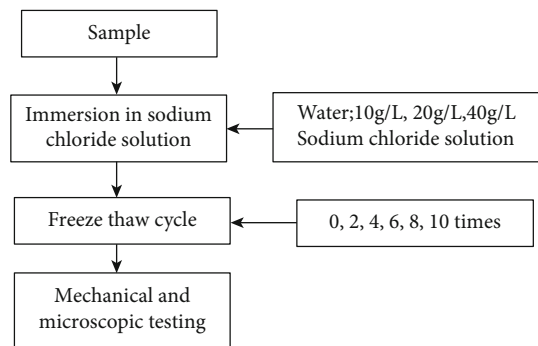 Sample
Immersion in sodium
chloride solution
Water;10g/L, 20g/L,40g/L
Sodium chloride solution
Freeze thaw cycle
0, 2, 4, 6, 8, 10 times
Mechanical and
microscopic testing